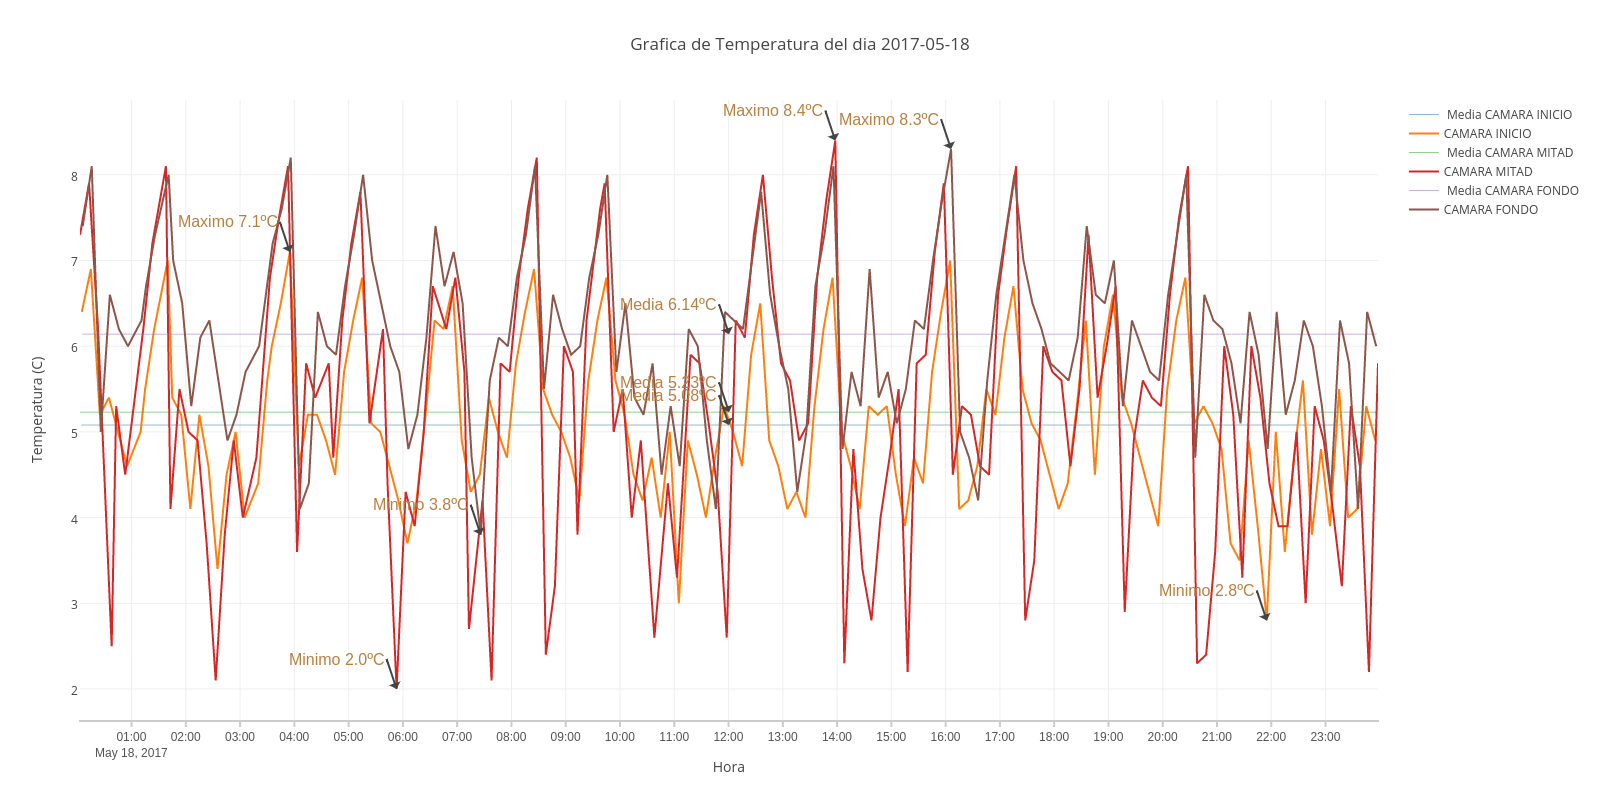 Grafica de Temperatura del dia 2017-05-18
Maximo 8.4ºC
Maximo 8.3ºC
Maximo 7.1ºC
Media 6.14ºC
Media 5.23ºC
Media 5.08ºC
Minimo 3.8ºC
Minimo 2.8ºC
Minimo 2.0ºC
Media CAMARA INICIO
CAMARA INICIO
Media CAMARA MITAD
CAMARA MITAD
Media CAMARA FONDO
CAMARA FONDO
Temperatura (C)
8
7
6
5
4
3
2
01:00 02:00 03:00 04:00 05:00 06:00 07:00 08:00 09:00 10:00 11:00 12:00 13:00 14:00 15:00 16:00 17:00 18:00 19:00 20:00 21:00 22:00 23:00
May 18, 2017
Hora